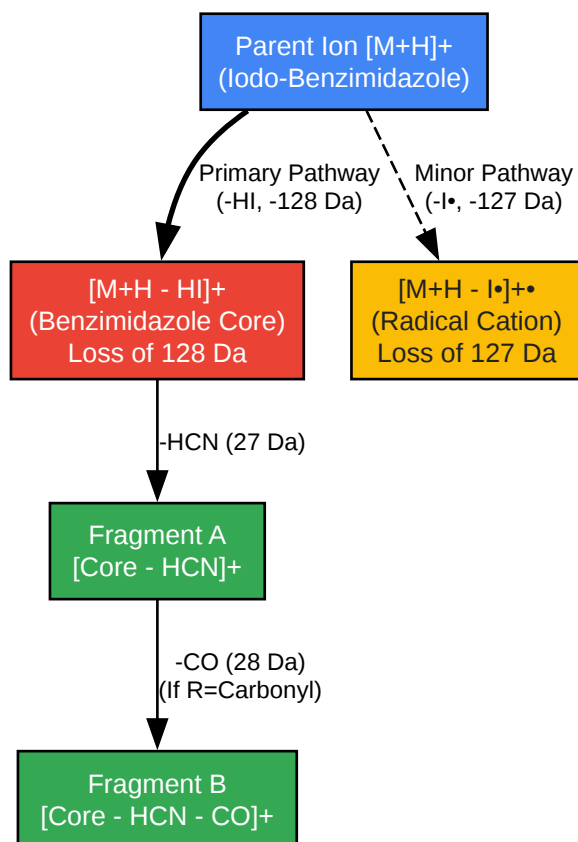 Parent Ion [M+H]+
(Iodo-Benzimidazole)
Primary Pathway
(-HI, -128 Da)
Minor Pathway
(-I•, -127 Da)
[M+H - HI]+
(Benzimidazole Core)
Loss of 128 Da
[M+H - I•]+•
(Radical Cation)
Loss of 127 Da
-HCN (27 Da)
Fragment A
[Core - HCN]+
-CO (28 Da)
(If R=Carbonyl)
Fragment B
[Core - HCN - CO]+